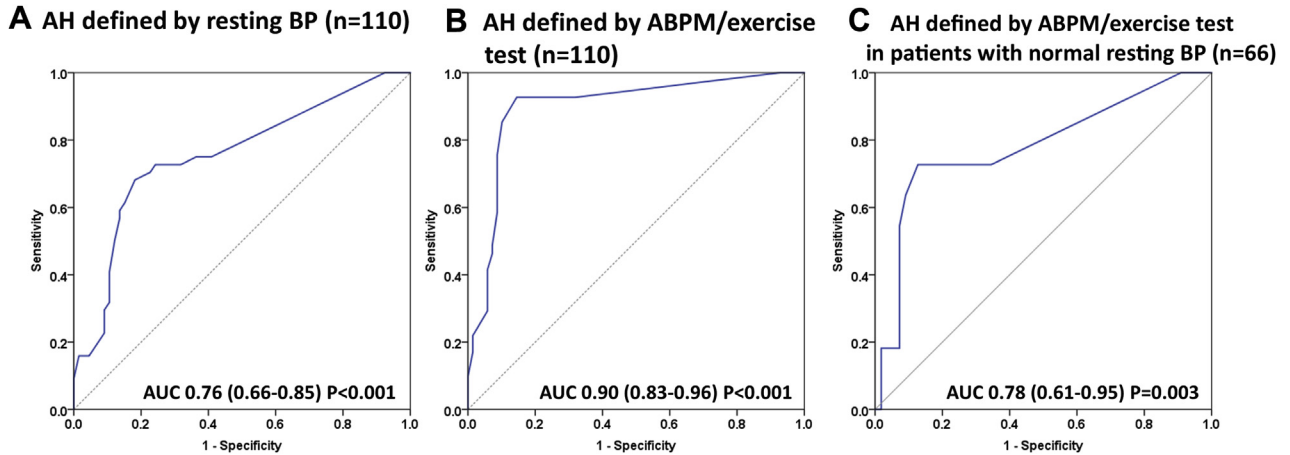 A AH defined by resting BP (n=110)
1.0
0.8
0.6
0.4
0.2
0.0
Sensitivity
AUC 0.76 (0.66-0.85) P<0.001
0.0 0.2 0.4 0.6 0.8 1.0
1 - Specificity
B AH defined by ABPM/exercise
test (n=110)
1.0
0.8
0.6
0.4
0.2
0.0
Sensitivity
AUC 0.90 (0.83-0.96) P<0.001
0.0 0.2 0.4 0.6 0.8 1.0
1 - Specificity
C AH defined by ABPM/exercise test
in patients with normal resting BP (n=66)
1.0
0.8
0.6
0.4
0.2
0.0
Sensitivity
AUC 0.78 (0.61-0.95) P=0.003
0.0 0.2 0.4 0.6 0.8 1.0
1 - Specificity